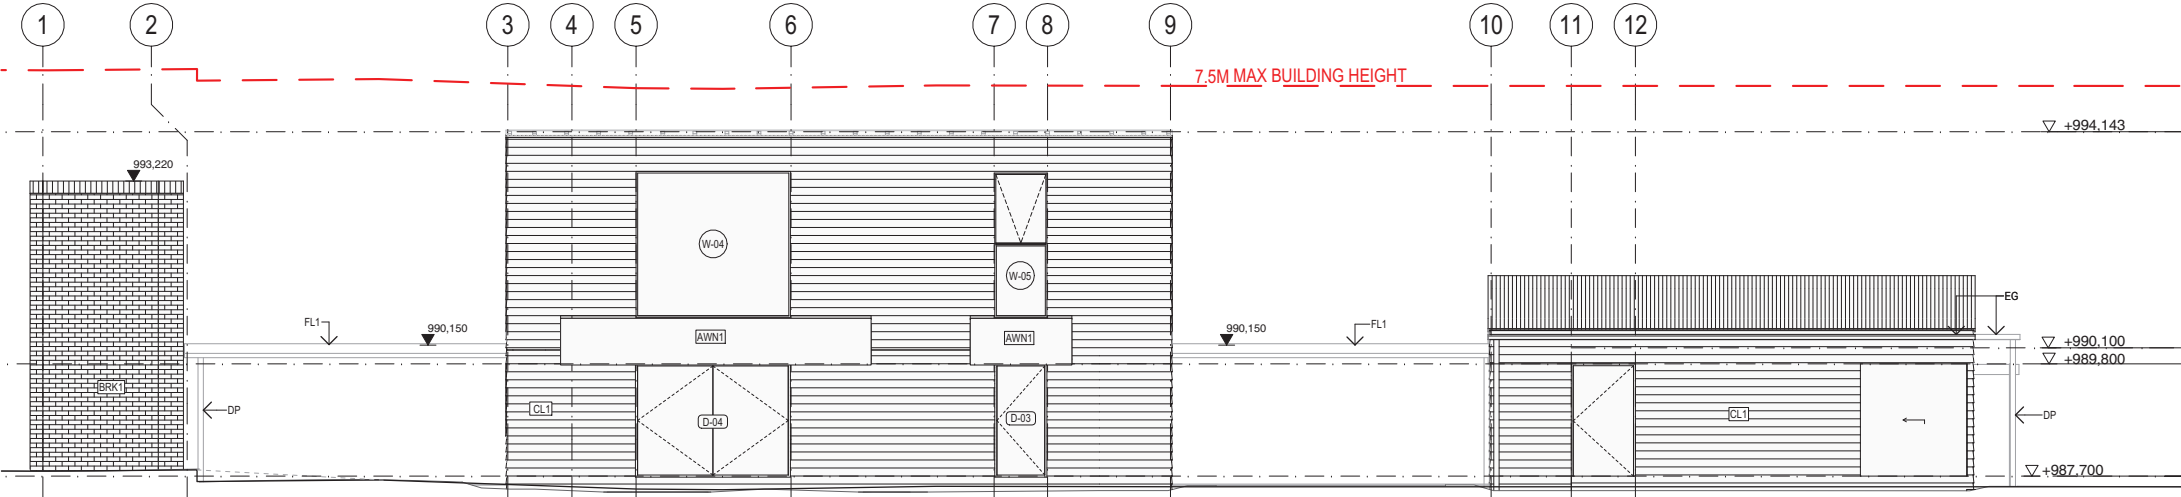 1 2 3 4 5 6 7 8 9 10 11 12
7.5M MAX BUILDING HEIGHT
+994,143
993,220
W-04
W-05
EG
FL1
990,150
AWN1
AWN1
990,150
FL1
+990,100
+989,800
BRK1
DP
CL1
D-04
D-03
CL1
DP
+987,700